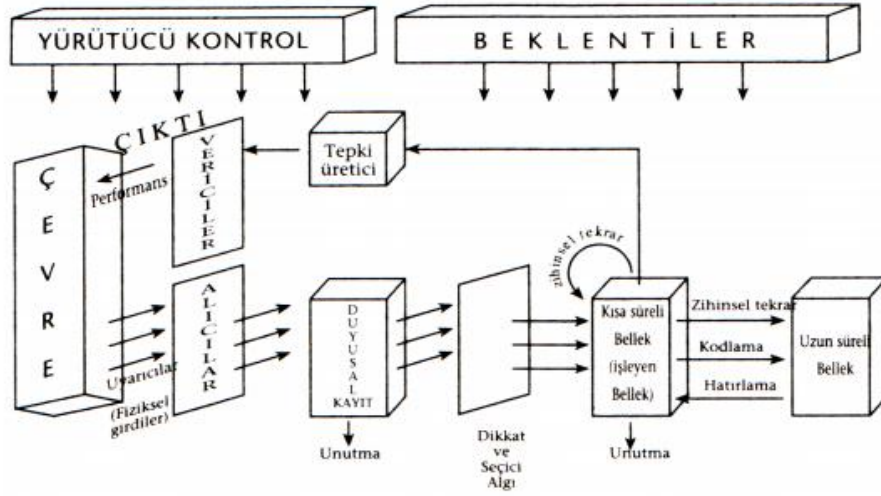 YÜRÜTÜCÜ KONTROL
BEKLENTİLER
ÇIKTI
Performans
VERİCİLER
Tepki
üretici
ÇEVRE
zihinsel tekrar
ALICILAR
Uyarıcılar
(Fiziksel
girdiler)
DUYUSAL
KAYIT
Unutma
Dikkat
ve
Seçici
Algı
Kısa süreli
Bellek
(işleyen
Bellek)
Unutma
Zihinsel tekrar
Kodlama
Hatırlama
Uzun süreli
Bellek